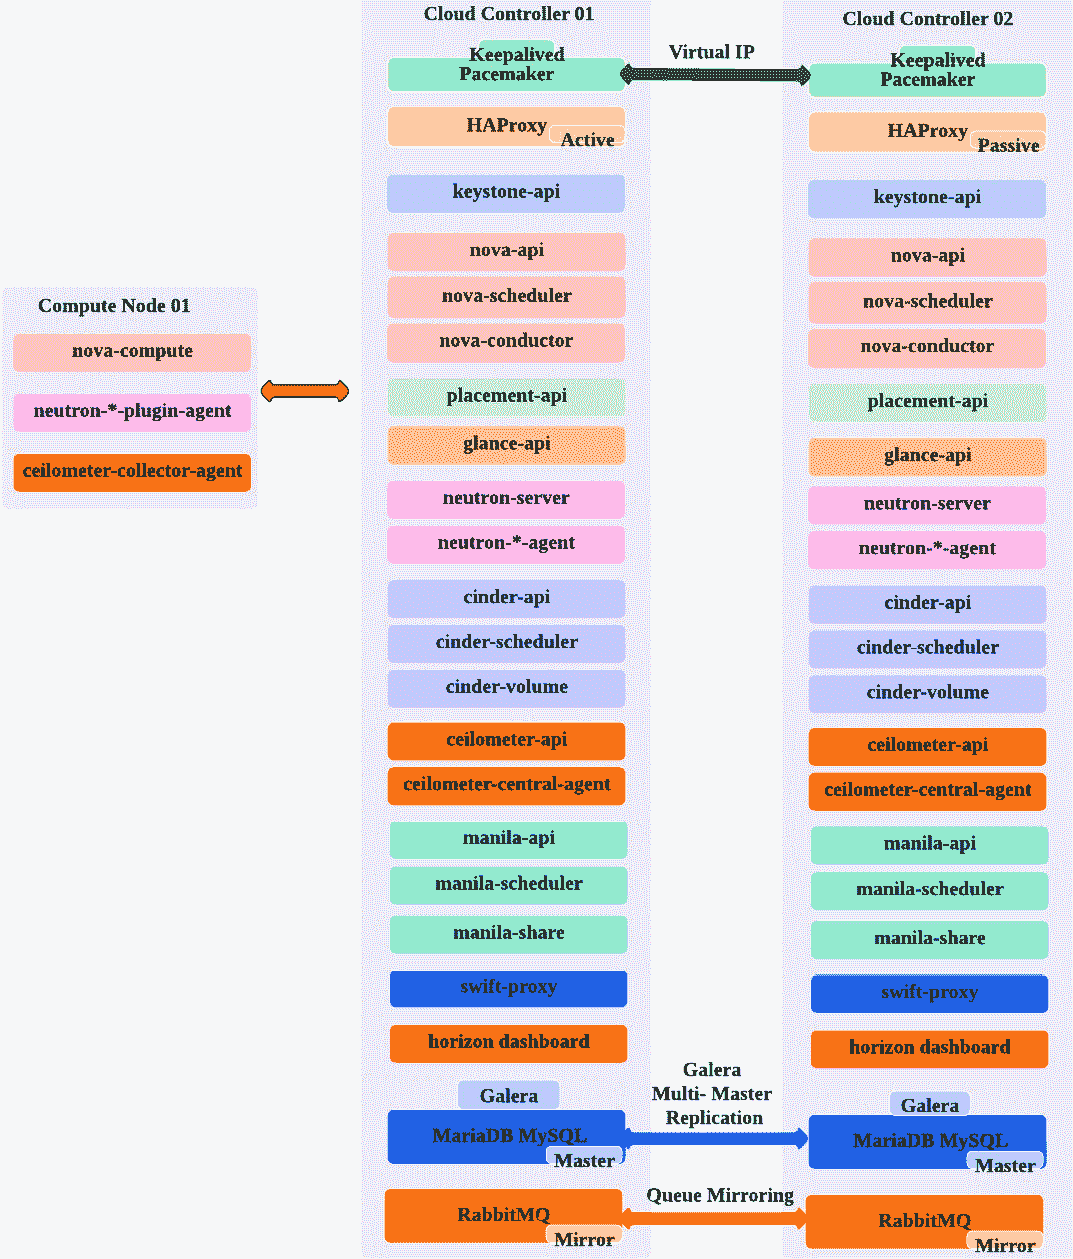 Cloud Controller 01
Keepalived
Pacemaker
HAProxy
Active
keystone-api
nova-api
nova-scheduler
nova-conductor
placement-api
glance-api
neutron-server
neutron-*-agent
cinder-api
cinder-scheduler
cinder-volume
ceilometer-api
ceilometer-central-agent
manila-api
manila-scheduler
manila-share
swift-proxy
horizon dashboard
Galera
MariaDB MySQL
Master
RabbitMQ
Mirror
Virtual IP
Galera
Multi- Master
Replication
Queue Mirroring
Cloud Controller 02
Keepalived
Pacemaker
HAProxy
Passive
keystone-api
nova-api
nova-scheduler
nova-conductor
placement-api
glance-api
neutron-server
neutron-*-agent
cinder-api
cinder-scheduler
cinder-volume
ceilometer-api
ceilometer-central-agent
manila-api
manila-scheduler
manila-share
swift-proxy
horizon dashboard
Galera
MariaDB MySQL
Master
RabbitMQ
Mirror
Compute Node 01
nova-compute
neutron-*-plugin-agent
ceilometer-collector-agent